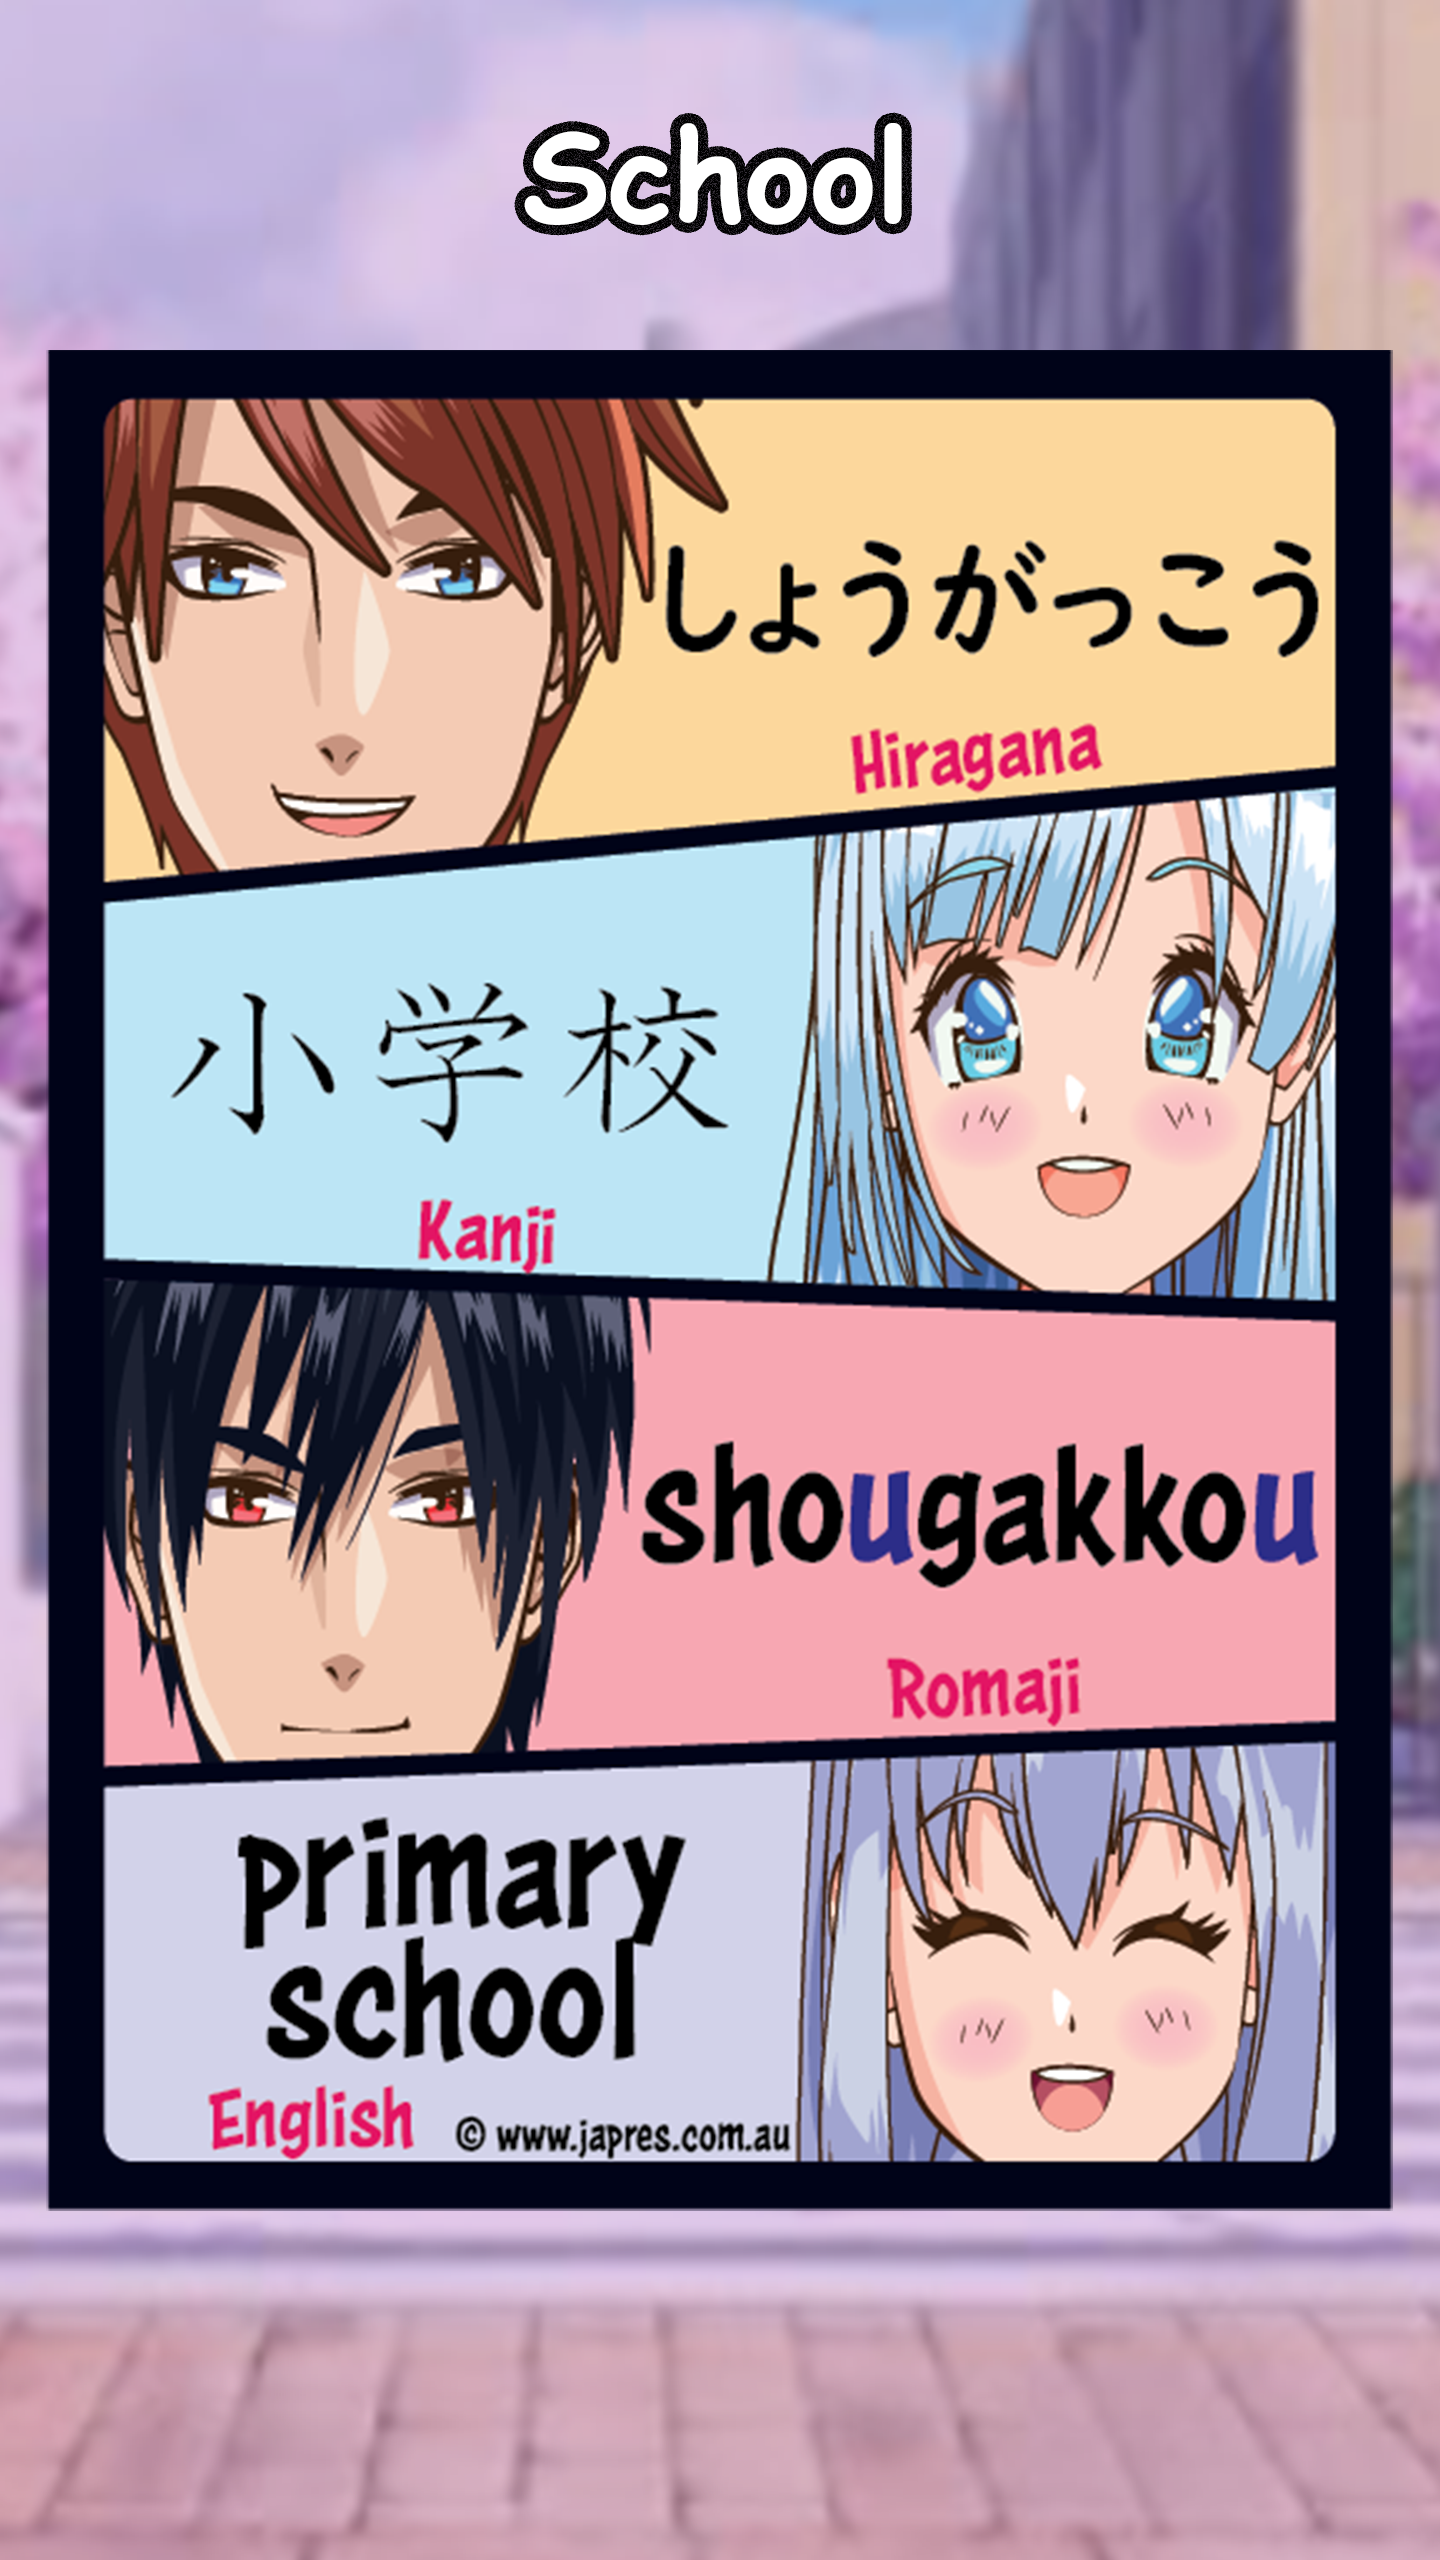 School
しょうがっこう
Hiragana
小学校
Kanji
shougakkou
Romaji
primary
school
English
© www.japres.com.au